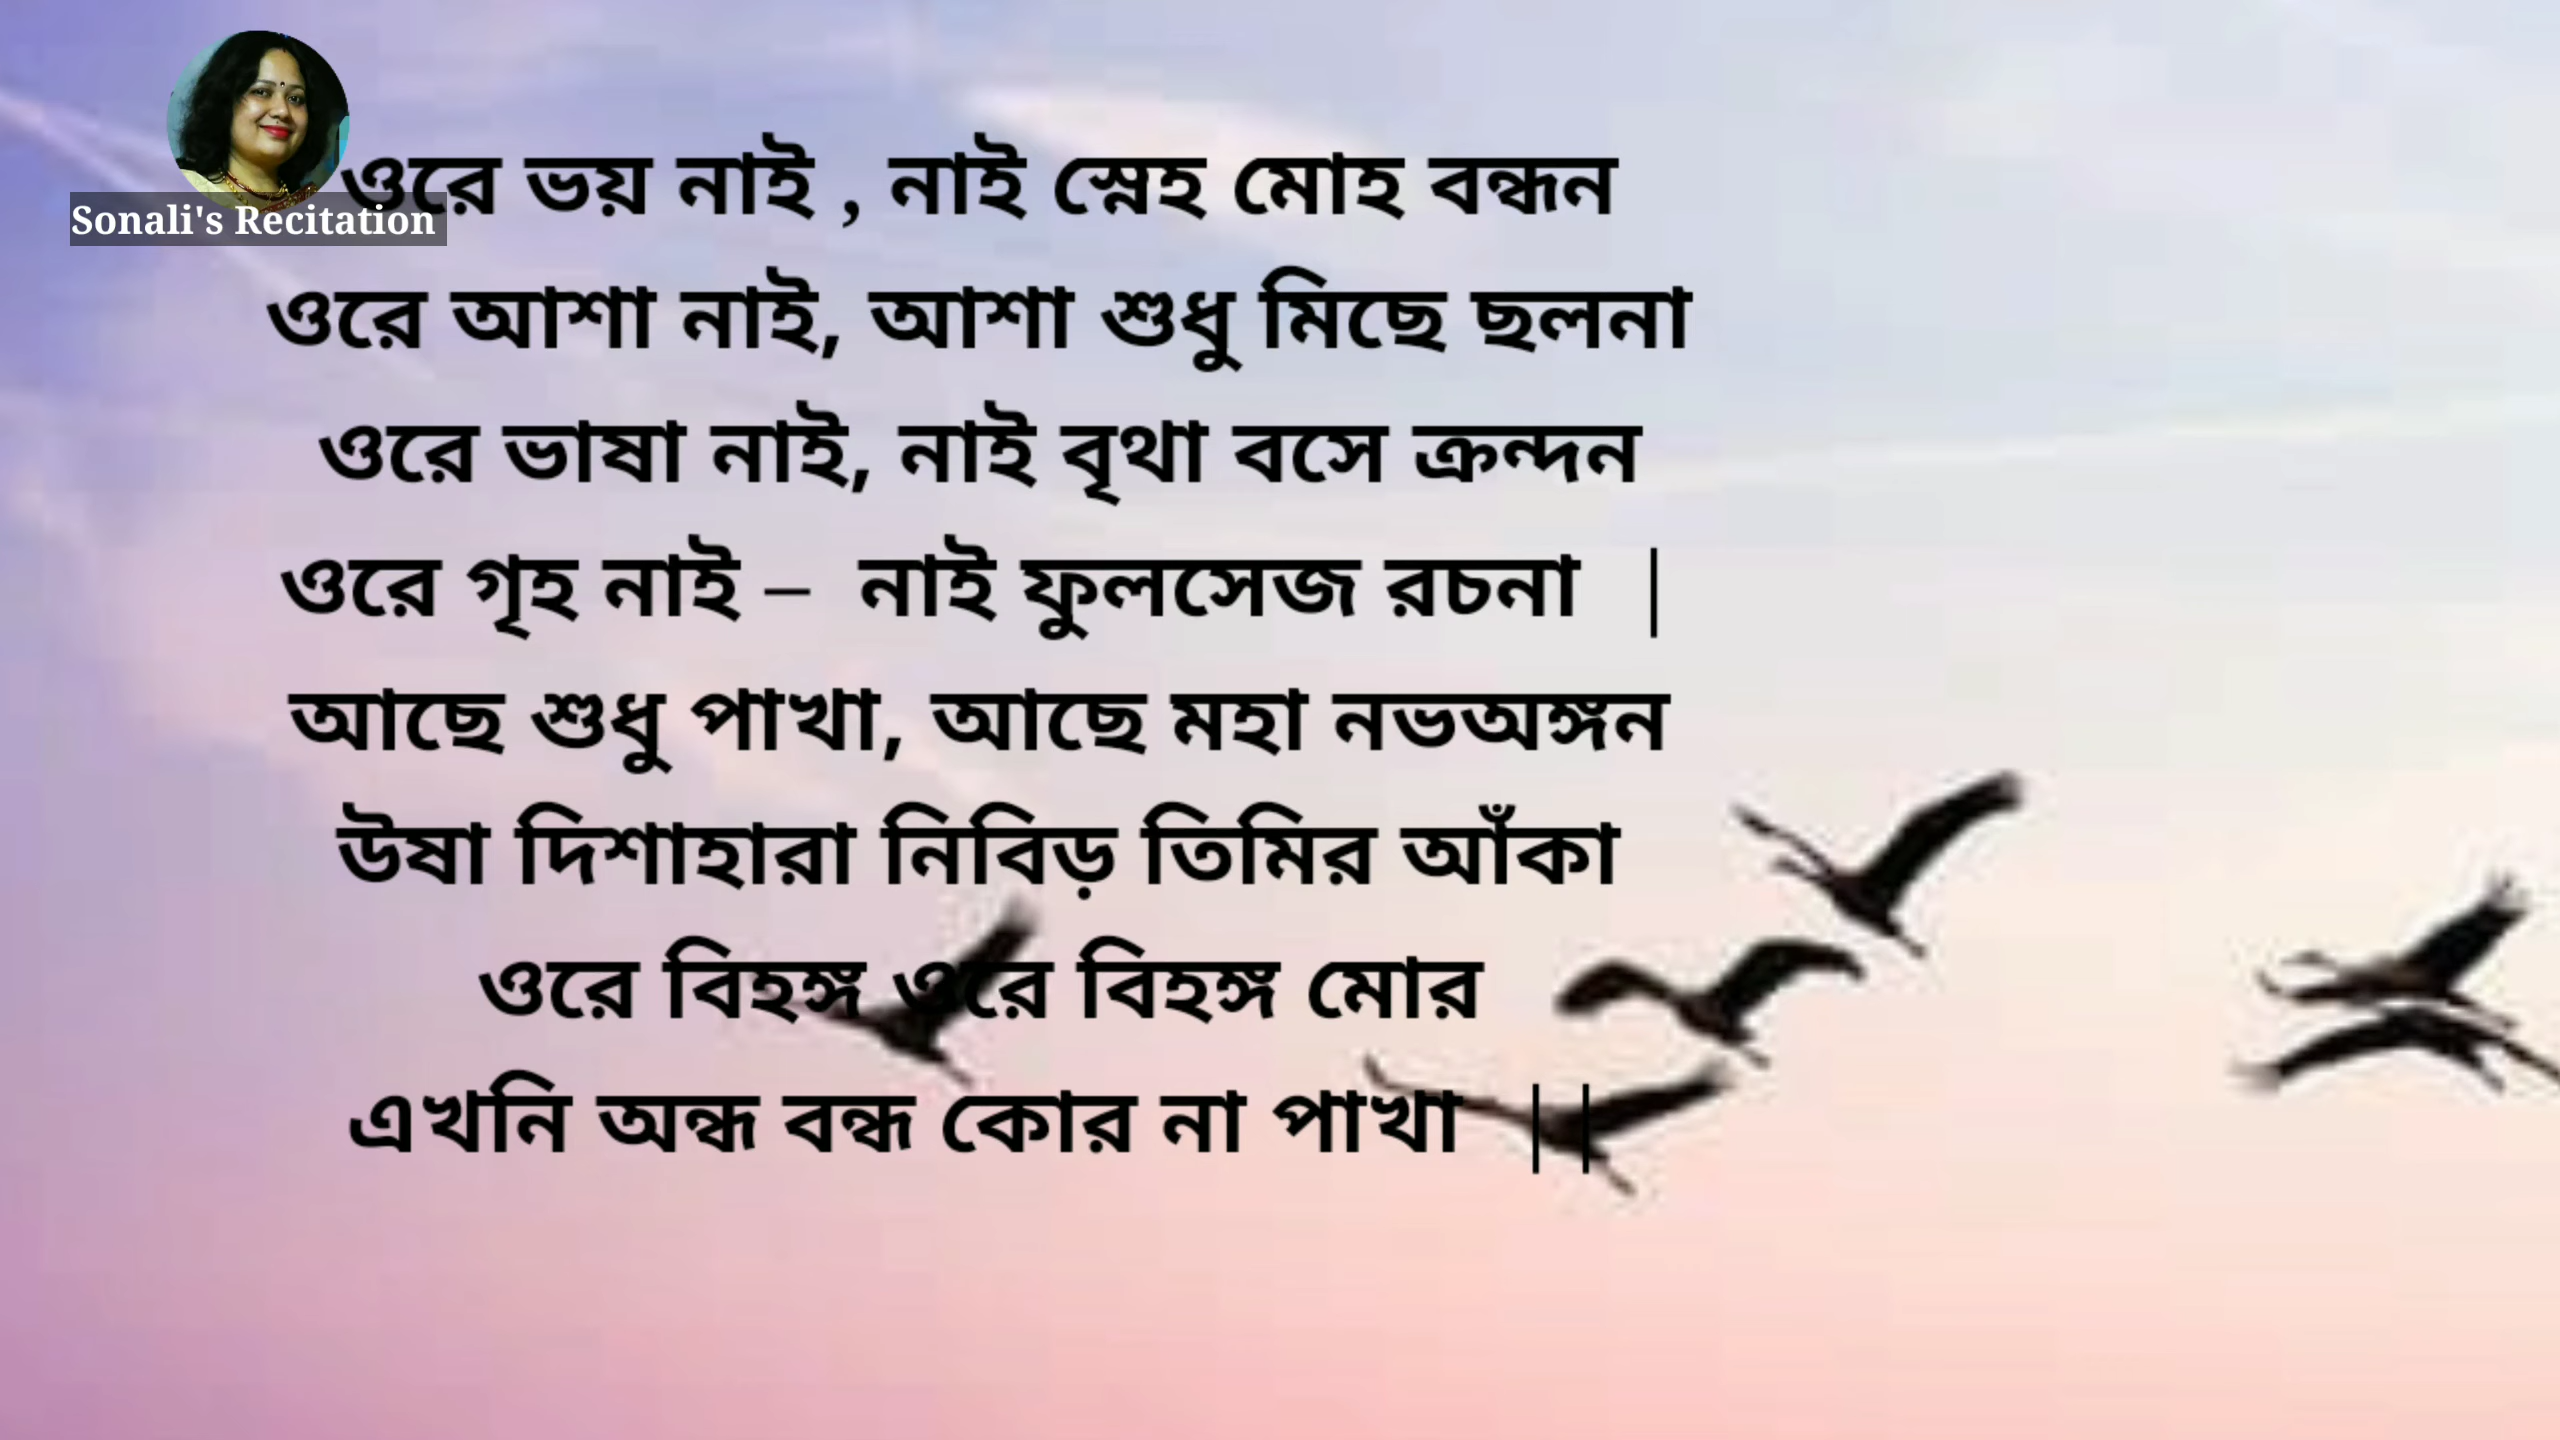 Sonali's Recitation
ওরে ভয় নাই , নাই স্নেহ মোহ বন্ধন
ওরে আশা নাই, আশা শুধু মিছে ছলনা
ওরে ভাষা নাই, নাই বৃথা বসে ক্রন্দন
ওরে গৃহ নাই – নাই ফুলসেজ রচনা |
আছে শুধু পাখা, আছে মহা নভঅঙ্গন
উষা দিশাহারা নিবিড় তিমির আঁকা
ওরে বিহঙ্গ ওরে বিহঙ্গ মোর
এখনি অন্ধ বন্ধ কোর না পাখা ||